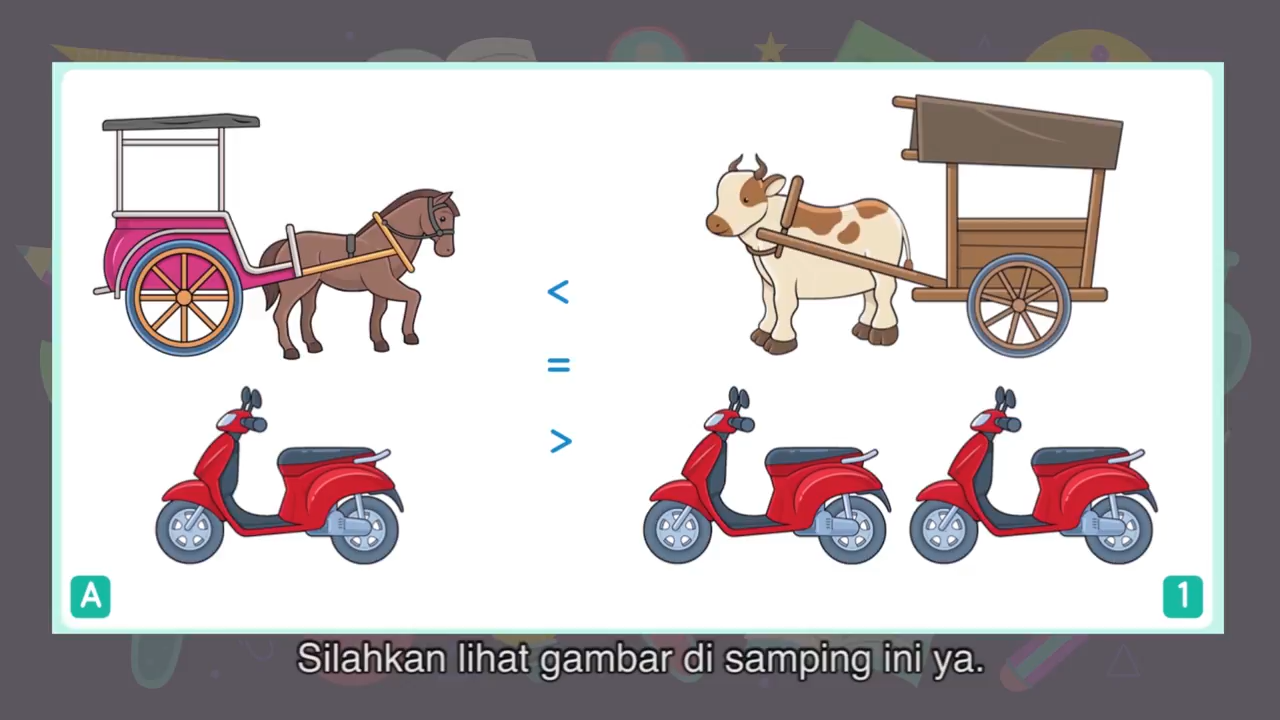 <
=
>
A
1
Silahkan lihat gambar di samping ini ya.